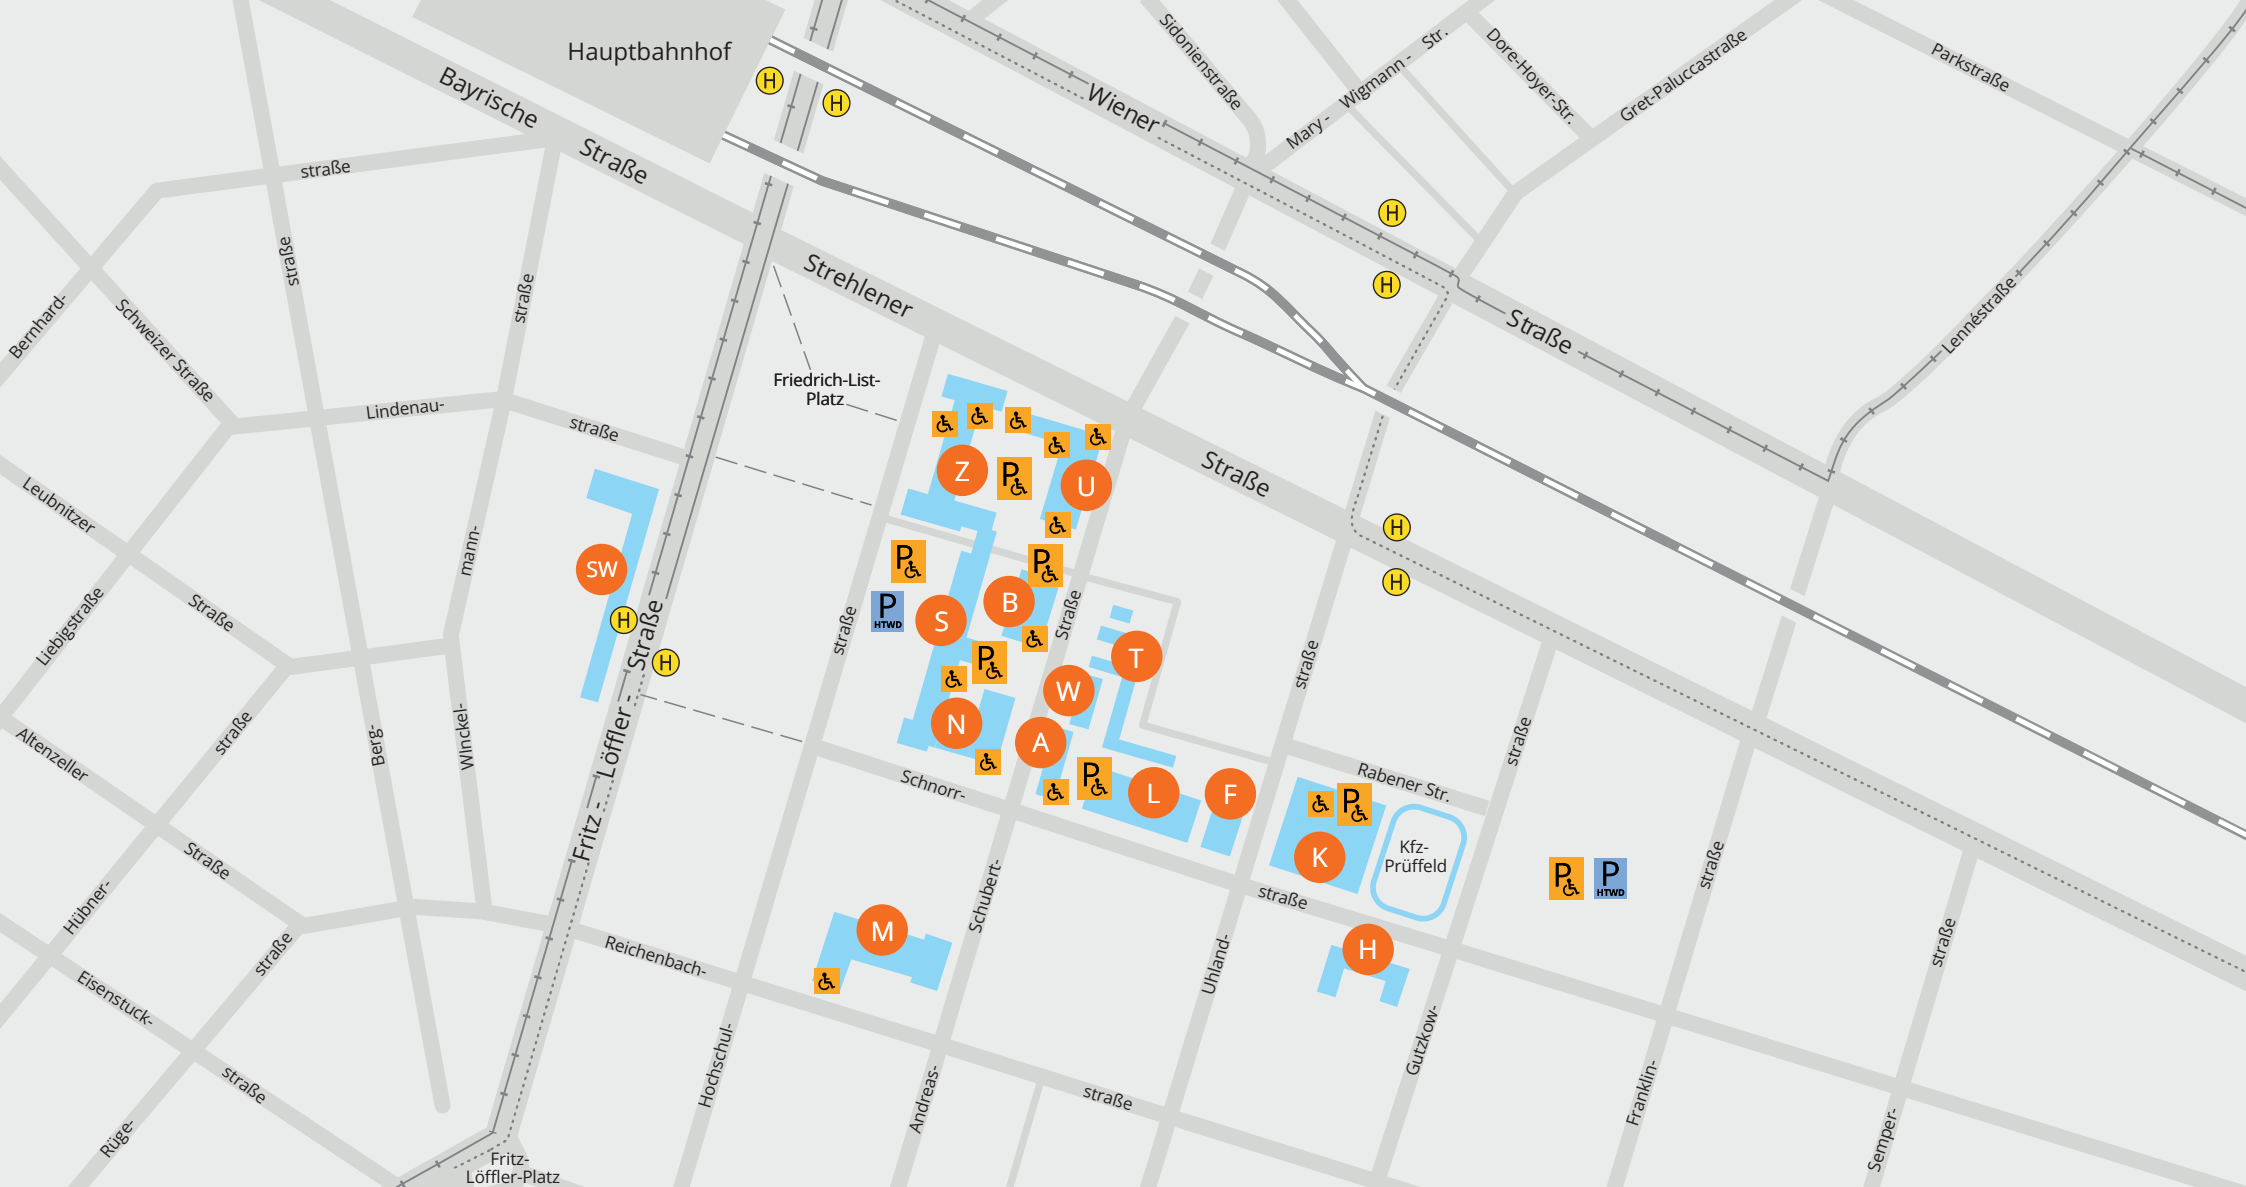 Hauptbahnhof
Bayrische
Straße
Wiener
Straße
Sidonienstraße
Mary-
Wigmann-
Str.
Dore-Hoyer-Str.
Gret-Paluccastraße
Parkstraße
Lennéstraße
H
H
H
H
straße
straße
straße
Bernhard-
Schweizer Straße
Strehlener
Straße
Friedrich-List-
Platz
Lindenau-
straße
Leubnitzer
Straße
mann-
Liebigstraße
Z
P
U
SW
H
H
Fritz - Löffler - Straße
P
P
HTWD
S
B
P
P
N
straße
Straße
T
W
A
P
L
F
H
H
straße
straße
Altenzeller
Straße
straße
Berg-
WInckel-
Hübner-
straße
Schnorr-
straße
Rabener Str.
P
K
Kfz-
Prüffeld
H
P
P
HTWD
straße
straße
M
Reichenbach-
straße
Schubert-
Andreas-
Hochschul-
Uhland-
Gutzkow-
Franklin-
Semper-
Eisenstuck-
straße
Rüge-
Fritz-
Löffler-Platz